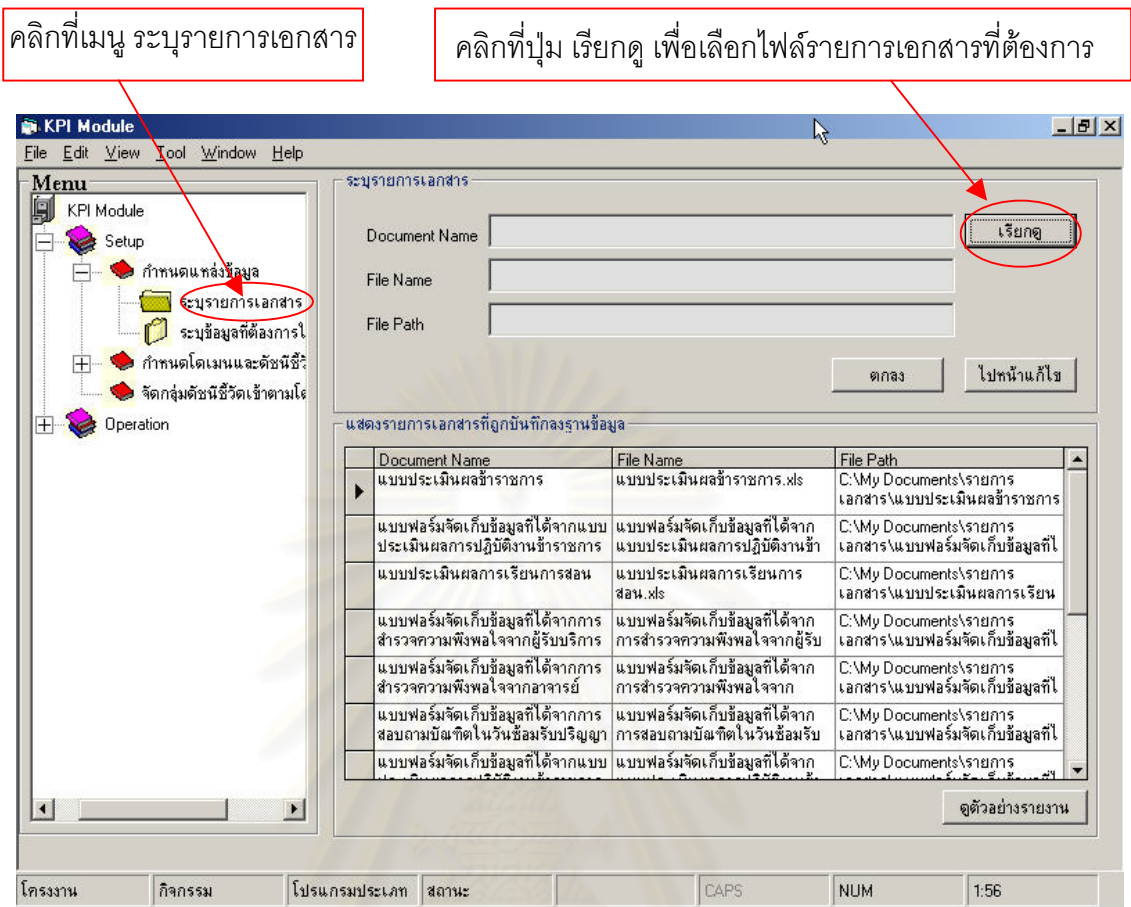 คลิกที่เมนู ระบุรายการเอกสาร
คลิกที่ปุ่ม เรียกดู เพื่อเลือกไฟล์รายการเอกสารที่ต้องการ
KPI Module
File Edit View Tool Window Help
Menu
KPI Module
Setup
กำหนดแหล่งข้อมูล
ระบุรายการเอกสาร
ระบุข้อมูลที่ต้องการใ
กำหนดโดเมนและดัชนีชี้วั
จัดกลุ่มดัชนีชี้วัดเข้าตามโด
Operation
ระบุรายการเอกสาร
Document Name
เรียกดู
File Name
File Path
ตกลง
ไปหน้าแก้ไข
แสดงรายการเอกสารที่ถูกบันทึกลงฐานข้อมูล
Document Name File Name File Path
แบบประเมินผลข้าราชการ แบบประเมินผลข้าราชการ.xls C:\My Documents\รายการ
เอกสาร\แบบประเมินผลข้าราชการ
แบบฟอร์มจัดเก็บข้อมูลที่ได้จากแบบ แบบฟอร์มจัดเก็บข้อมูลที่ได้จาก C:\My Documents\รายการ
ประเมินผลการปฏิบัติงานข้าราชการ แบบประเมินผลการปฏิบัติงานข้า เอกสาร\แบบฟอร์มจัดเก็บข้อมูลที่ไ
แบบประเมินผลการเรียนการสอน แบบประเมินผลการเรียนการ C:\My Documents\รายการ
สอน.xls เอกสาร\แบบประเมินผลการเรียน
แบบฟอร์มจัดเก็บข้อมูลที่ได้จากการ แบบฟอร์มจัดเก็บข้อมูลที่ได้จาก C:\My Documents\รายการ
สำรวจความพึงพอใจจากผู้รับบริการ การสำรวจความพึงพอใจจากผู้รับ เอกสาร\แบบฟอร์มจัดเก็บข้อมูลที่ไ
แบบฟอร์มจัดเก็บข้อมูลที่ได้จากการ แบบฟอร์มจัดเก็บข้อมูลที่ได้จาก C:\My Documents\รายการ
สำรวจความพึงพอใจจากอาจารย์ การสำรวจความพึงพอใจจาก เอกสาร\แบบฟอร์มจัดเก็บข้อมูลที่ไ
แบบฟอร์มจัดเก็บข้อมูลที่ได้จากการ แบบฟอร์มจัดเก็บข้อมูลที่ได้จาก C:\My Documents\รายการ
สอบถามบัณฑิตในวันซ้อมรับปริญญา การสอบถามบัณฑิตในวันซ้อมรับ เอกสาร\แบบฟอร์มจัดเก็บข้อมูลที่ไ
แบบฟอร์มจัดเก็บข้อมูลที่ได้จากแบบ แบบฟอร์มจัดเก็บข้อมูลที่ได้จาก C:\My Documents\รายการ
ดูตัวอย่างรายงาน
โครงงาน กิจกรรม โปรแกรมประเภท สถานะ CAPS NUM 1:56